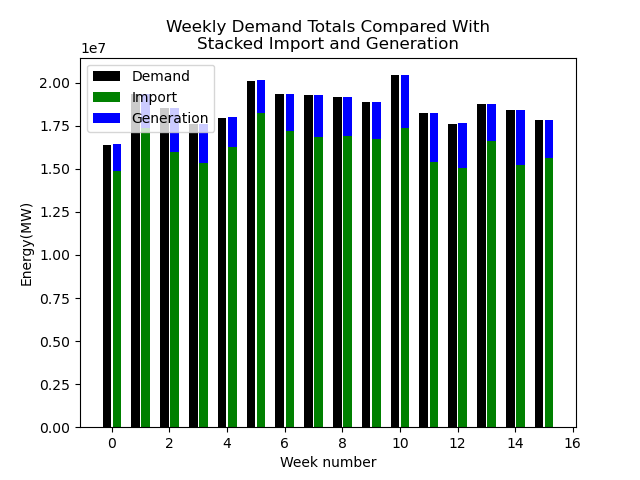 Weekly Demand Totals Compared With
Stacked Import and Generation
1e7
Demand
Import
Generation
2.00
1.75
1.50
1.25
1.00
0.75
0.50
0.25
0.00
Energy(MW)
0 2 4 6 8 10 12 14 16
Week number